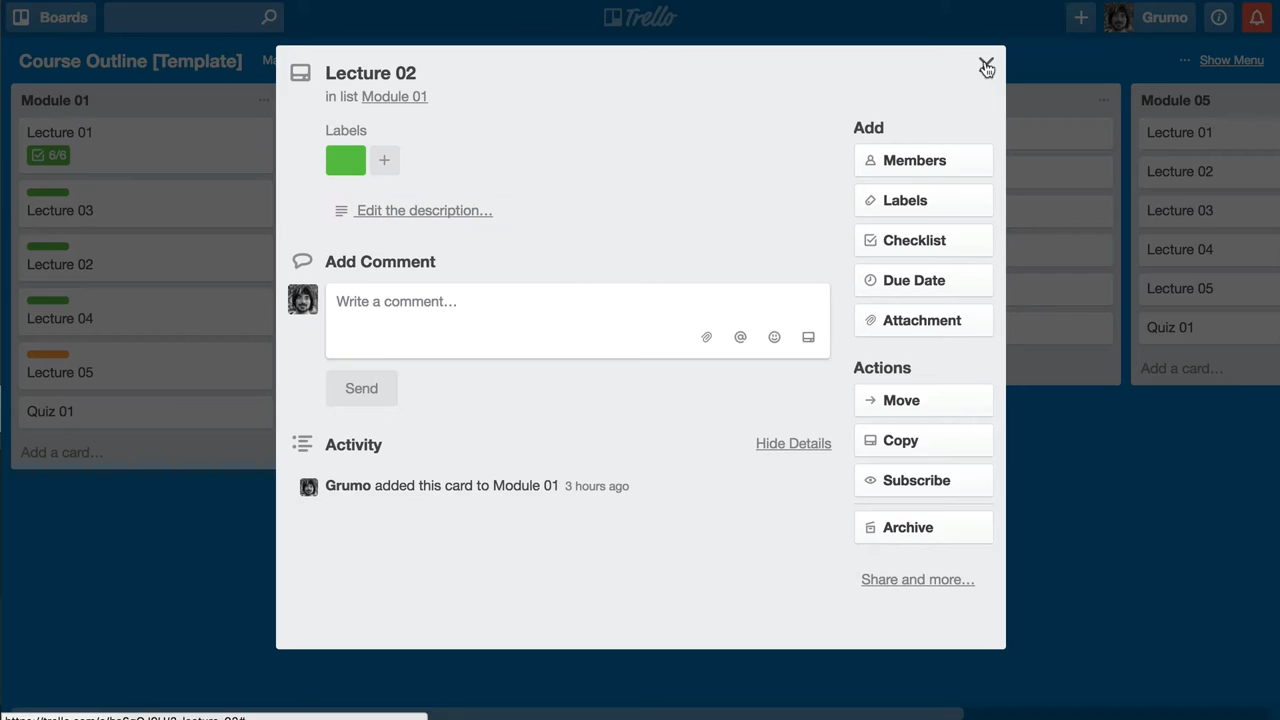 Boards
Trello
Grumo
Course Outline [Template]
Show Menu
Module 01
Lecture 01
6/6
Lecture 03
Lecture 02
Lecture 04
Lecture 05
Quiz 01
Add a card…
Lecture 02
in list Module 01
Labels
Edit the description…
Add Comment
Write a comment…
Send
Activity
Hide Details
Grumo added this card to Module 01 3 hours ago
Add
Members
Labels
Checklist
Due Date
Attachment
Actions
Move
Copy
Subscribe
Archive
Share and more…
Module 05
Lecture 01
Lecture 02
Lecture 03
Lecture 04
Lecture 05
Quiz 01
Add a card…